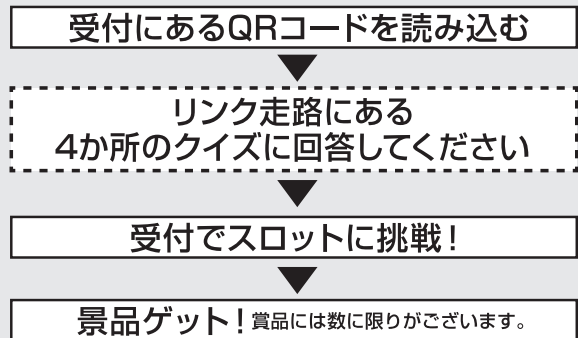 受付にあるQRコードを読み込む
リンク走路にある
4か所のクイズに回答してください
受付でスロットに挑戦！
景品ゲット！賞品には数に限りがございます。